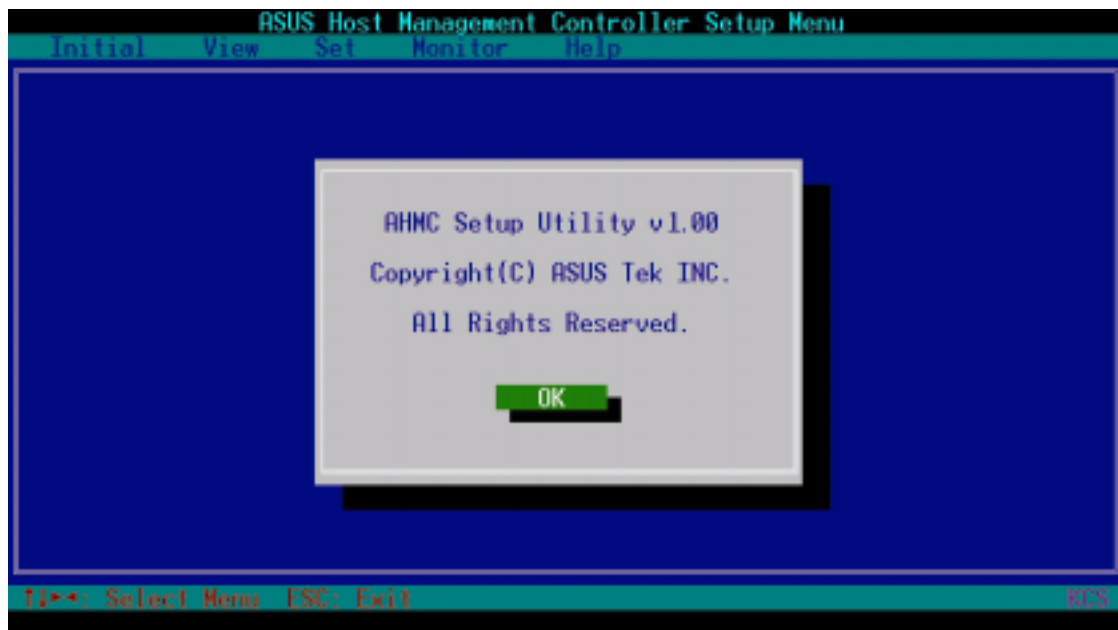 ASUS Host Management Controller Setup Menu
Initial View Set Monitor Help
AHMC Setup Utility v1.00
Copyright(C) ASUS Tek INC.
All Rights Reserved.
OK
↑↓►◄: Select Menu ESC: Exit KCS